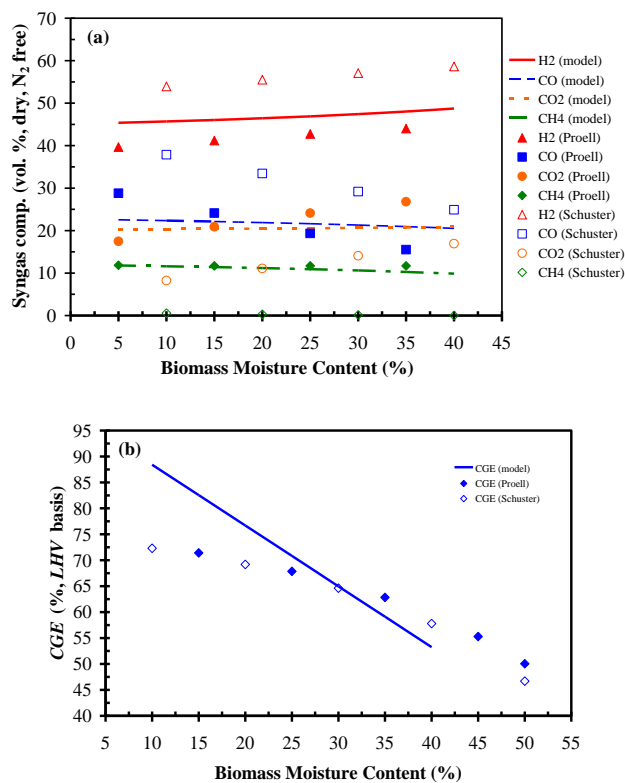 (a)
Syngas comp. (vol. %, dry, N2 free)
70
60
50
40
30
20
10
0
0 5 10 15 20 25 30 35 40 45
Biomass Moisture Content (%)
H2 (model)
CO (model)
CO2 (model)
CH4 (model)
H2 (Proell)
CO (Proell)
CO2 (Proell)
CH4 (Proell)
H2 (Schuster)
CO (Schuster)
CO2 (Schuster)
CH4 (Schuster)
(b)
CGE (%, LHV basis)
95
90
85
80
75
70
65
60
55
50
45
40
5 10 15 20 25 30 35 40 45 50 55
Biomass Moisture Content (%)
CGE (model)
CGE (Proell)
CGE (Schuster)